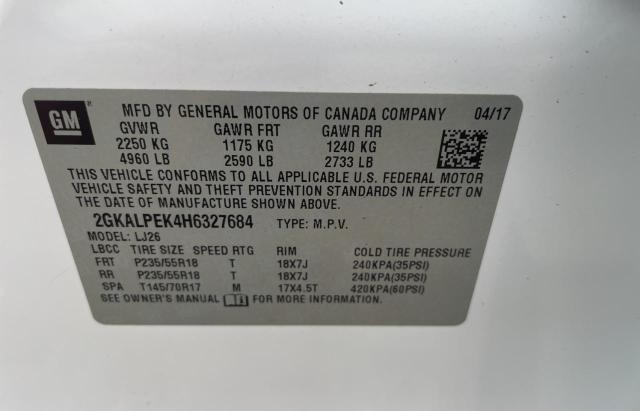 GM ®
MFD BY GENERAL MOTORS OF CANADA COMPANY 04/17
GVWR GAWR FRT GAWR RR
2250 KG 1175 KG 1240 KG
4960 LB 2590 LB 2733 LB
THIS VEHICLE CONFORMS TO ALL APPLICABLE U.S. FEDERAL MOTOR
VEHICLE SAFETY AND THEFT PREVENTION STANDARDS IN EFFECT ON
THE DATE OF MANUFACTURE SHOWN ABOVE.
2GKALPEK4H6327684 TYPE: M.P.V.
MODEL: LJ26
LBCC TIRE SIZE SPEED RTG RIM COLD TIRE PRESSURE
FRT P235/55R18 T 18X7J 240KPA(35PSI)
RR P235/55R18 T 18X7J 240KPA(35PSI)
SPA T145/70R17 M 17X4.5T 420KPA(60PSI)
SEE OWNER'S MANUAL FOR MORE INFORMATION